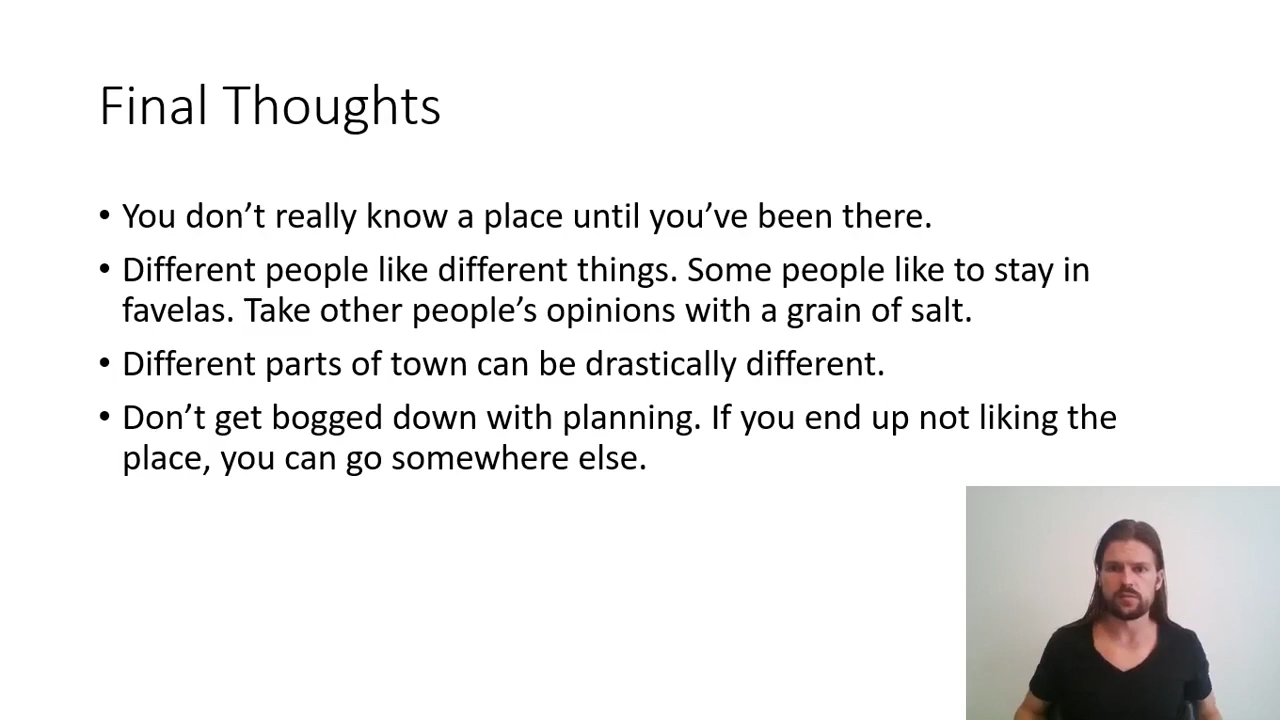 Final Thoughts
• You don’t really know a place until you’ve been there.
• Different people like different things. Some people like to stay in
favelas. Take other people’s opinions with a grain of salt.
• Different parts of town can be drastically different.
• Don’t get bogged down with planning. If you end up not liking the
place, you can go somewhere else.